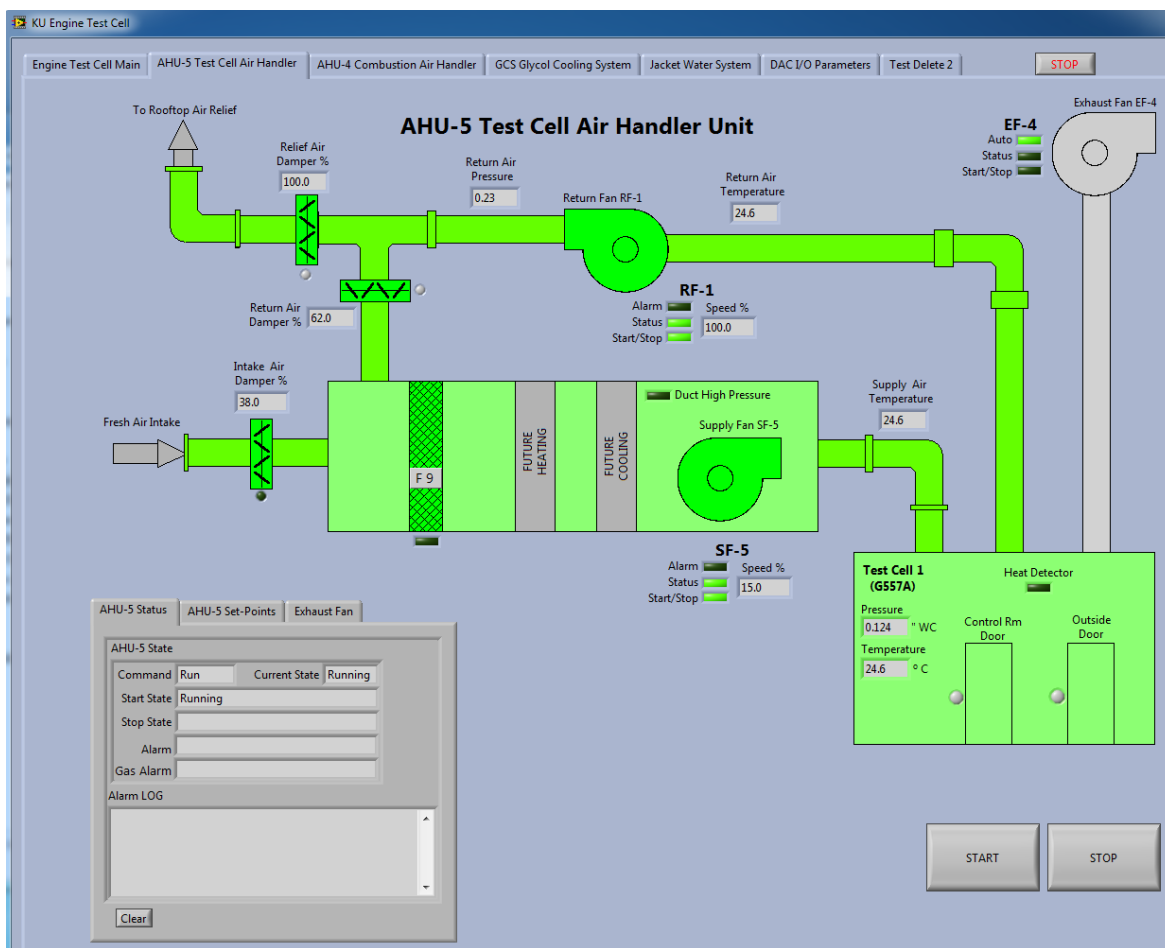 KU Engine Test Cell
Engine Test Cell Main
AHU-5 Test Cell Air Handler
AHU-4 Combustion Air Handler
GCS Glycol Cooling System
Jacket Water System
DAC I/O Parameters
Test Delete 2
STOP
To Rooftop Air Relief
AHU-5 Test Cell Air Handler Unit
Exhaust Fan EF-4
EF-4
Auto
Status
Start/Stop
Relief Air
Damper %
100.0
Return Air
Pressure
0.23
Return Fan RF-1
Return Air
Temperature
24.6
RF-1
Alarm
Status
Start/Stop
Speed %
100.0
Return Air
Damper %
62.0
Intake Air
Damper %
38.0
Fresh Air Intake
F 9
FUTURE
HEATING
FUTURE
COOLING
Duct High Pressure
Supply Fan SF-5
Supply Air
Temperature
24.6
SF-5
Alarm
Status
Start/Stop
Speed %
15.0
Test Cell 1
(G557A)
Heat Detector
Pressure
0.124 " WC
Temperature
24.6 ° C
Control Rm
Door
Outside
Door
AHU-5 Status
AHU-5 Set-Points
Exhaust Fan
AHU-5 State
Command Run
Current State Running
Start State Running
Stop State
Alarm
Gas Alarm
Alarm LOG
Clear
START
STOP